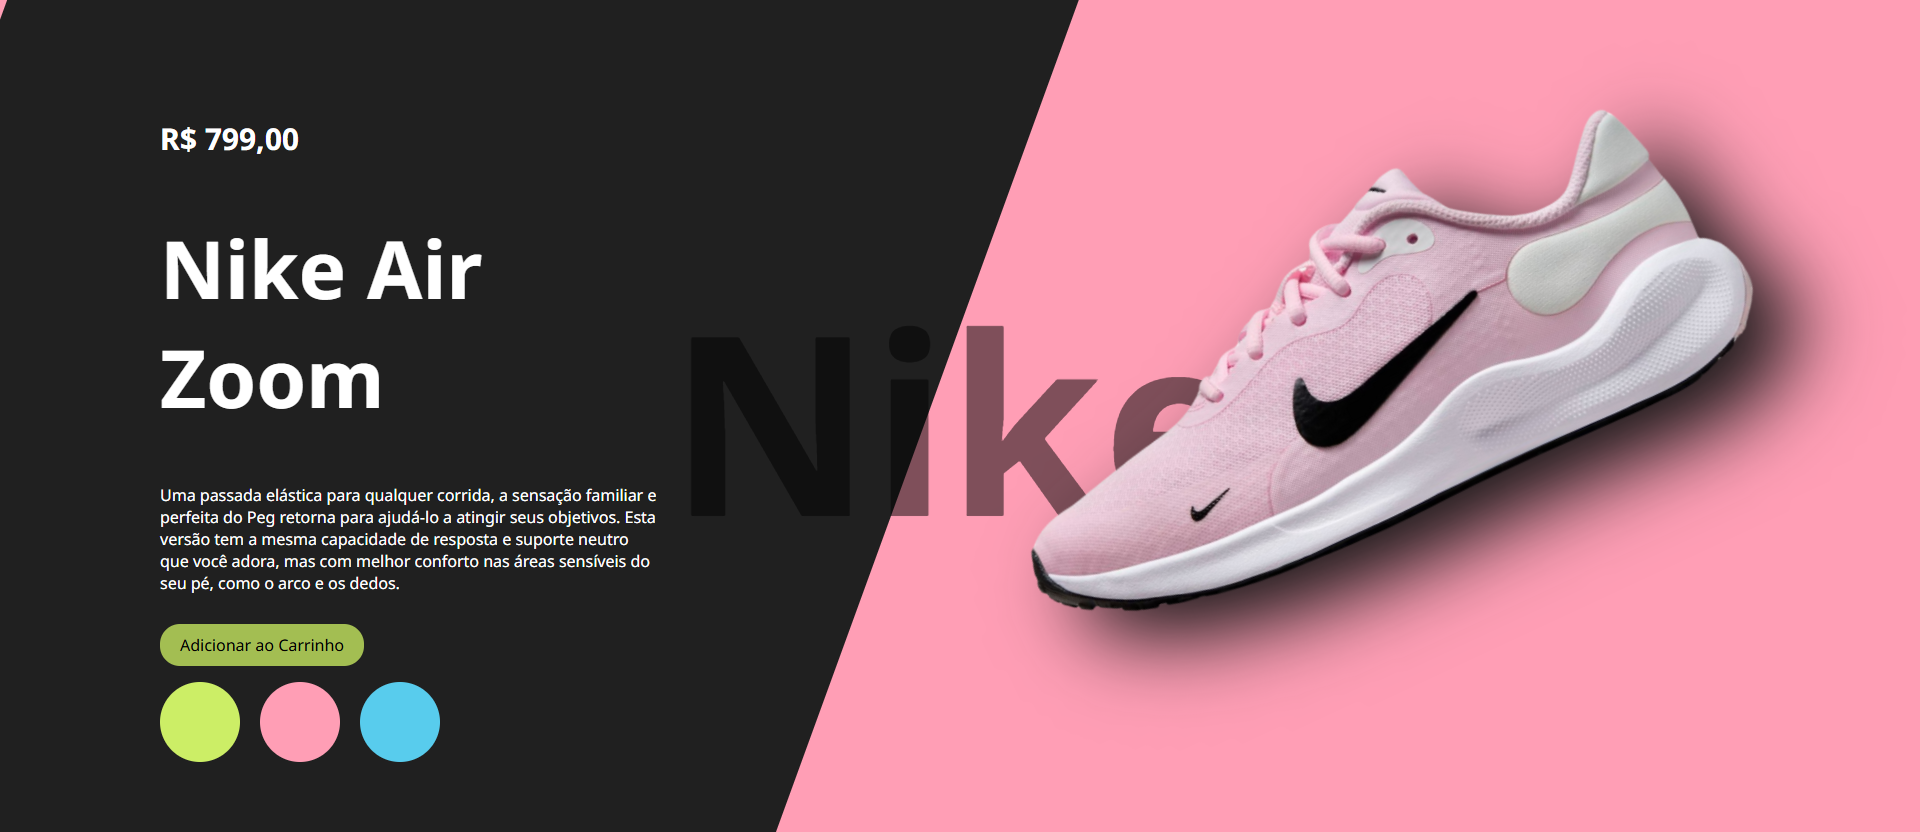 R$ 799,00
Nike Air
Zoom
Nike
Uma passada elástica para qualquer corrida, a sensação familiar e
perfeita do Peg retorna para ajudá-lo a atingir seus objetivos. Esta
versão tem a mesma capacidade de resposta e suporte neutro
que você adora, mas com melhor conforto nas áreas sensíveis do
seu pé, como o arco e os dedos.
Adicionar ao Carrinho